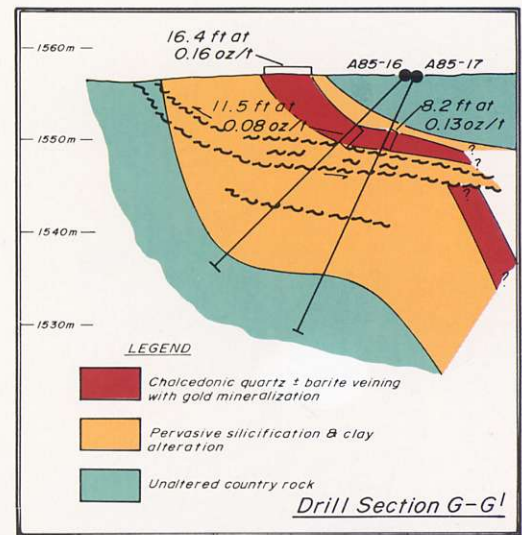 1560m
16.4 ft at
0.16 oz/t
A85-16 A85-17
11.5 ft at
0.08 oz/t
8.2 ft at
0.13 oz/t
1550m
?
?
1540m
?
1530m
LEGEND
Chalcedonic quartz ± barite veining
with gold mineralization
Pervasive silicification & clay
alteration
Unaltered country rock
Drill Section G-G'